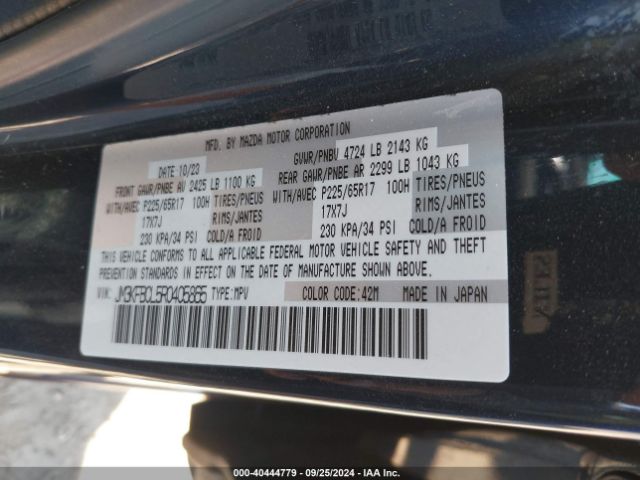 MFD. BY MAZDA MOTOR CORPORATION
DATE 10/23 GVWR/PNBV 4724 LB 2143 KG
FRONT GAWR/PNBE AV 2425 LB 1100 KG REAR GAWR/PNBE AR 2299 LB 1043 KG
WITH/AVEC P225/65R17 100H TIRES/PNEUS WITH/AVEC P225/65R17 100H TIRES/PNEUS
17X7J RIMS/JANTES 17X7J RIMS/JANTES
230 KPA/34 PSI COLD/A FROID 230 KPA/34 PSI COLD/A FROID
THIS VEHICLE CONFORMS TO ALL APPLICABLE FEDERAL MOTOR VEHICLE SAFETY AND THEFT
PREVENTION STANDARDS IN EFFECT ON THE DATE OF MANUFACTURE SHOWN ABOVE.
VIN: JM3KFBCL5R0405865 TYPE:MPV COLOR CODE:42M MADE IN JAPAN
000-40444779 | 09/25/2024 | IAA Inc.